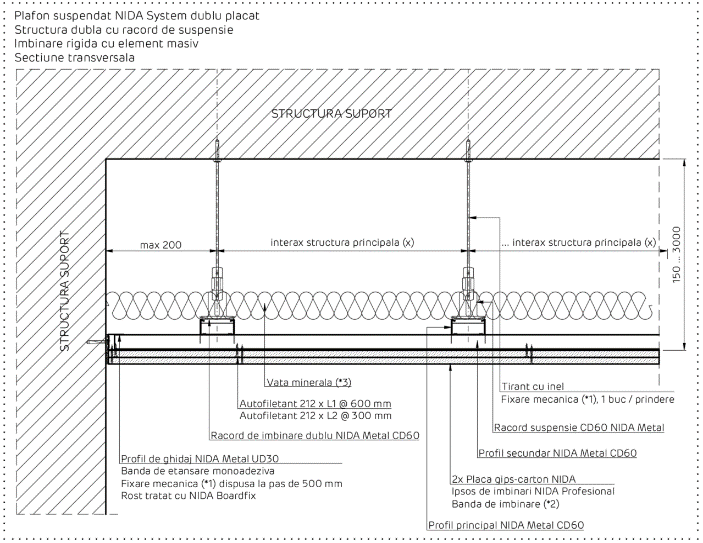 Plafon suspendat NIDA System dublu placat
Structura dubla cu racord de suspensie
Imbinare rigida cu element masiv
Sectiune transversala
STRUCTURA SUPORT
STRUCTURA SUPORT
max 200
interax structura principala (x)
... interax structura principala (x)
150 ... 3000
Vata minerala (*3)
Autofiletant 212 x L1 @ 600 mm
Autofiletant 212 x L2 @ 300 mm
Racord de imbinare dublu NIDA Metal CD60
Profil de ghidaj NIDA Metal UD30
Banda de etansare monoadeziva
Fixare mecanica (*1) dispusa la pas de 500 mm
Rost tratat cu NIDA Boardfix
Tirant cu inel
Fixare mecanica (*1), 1 buc / prindere
Racord suspensie CD60 NIDA Metal
Profil secundar NIDA Metal CD60
2x Placa gips-carton NIDA
Ipsos de imbinari NIDA Profesional
Banda de imbinare (*2)
Profil principal NIDA Metal CD60